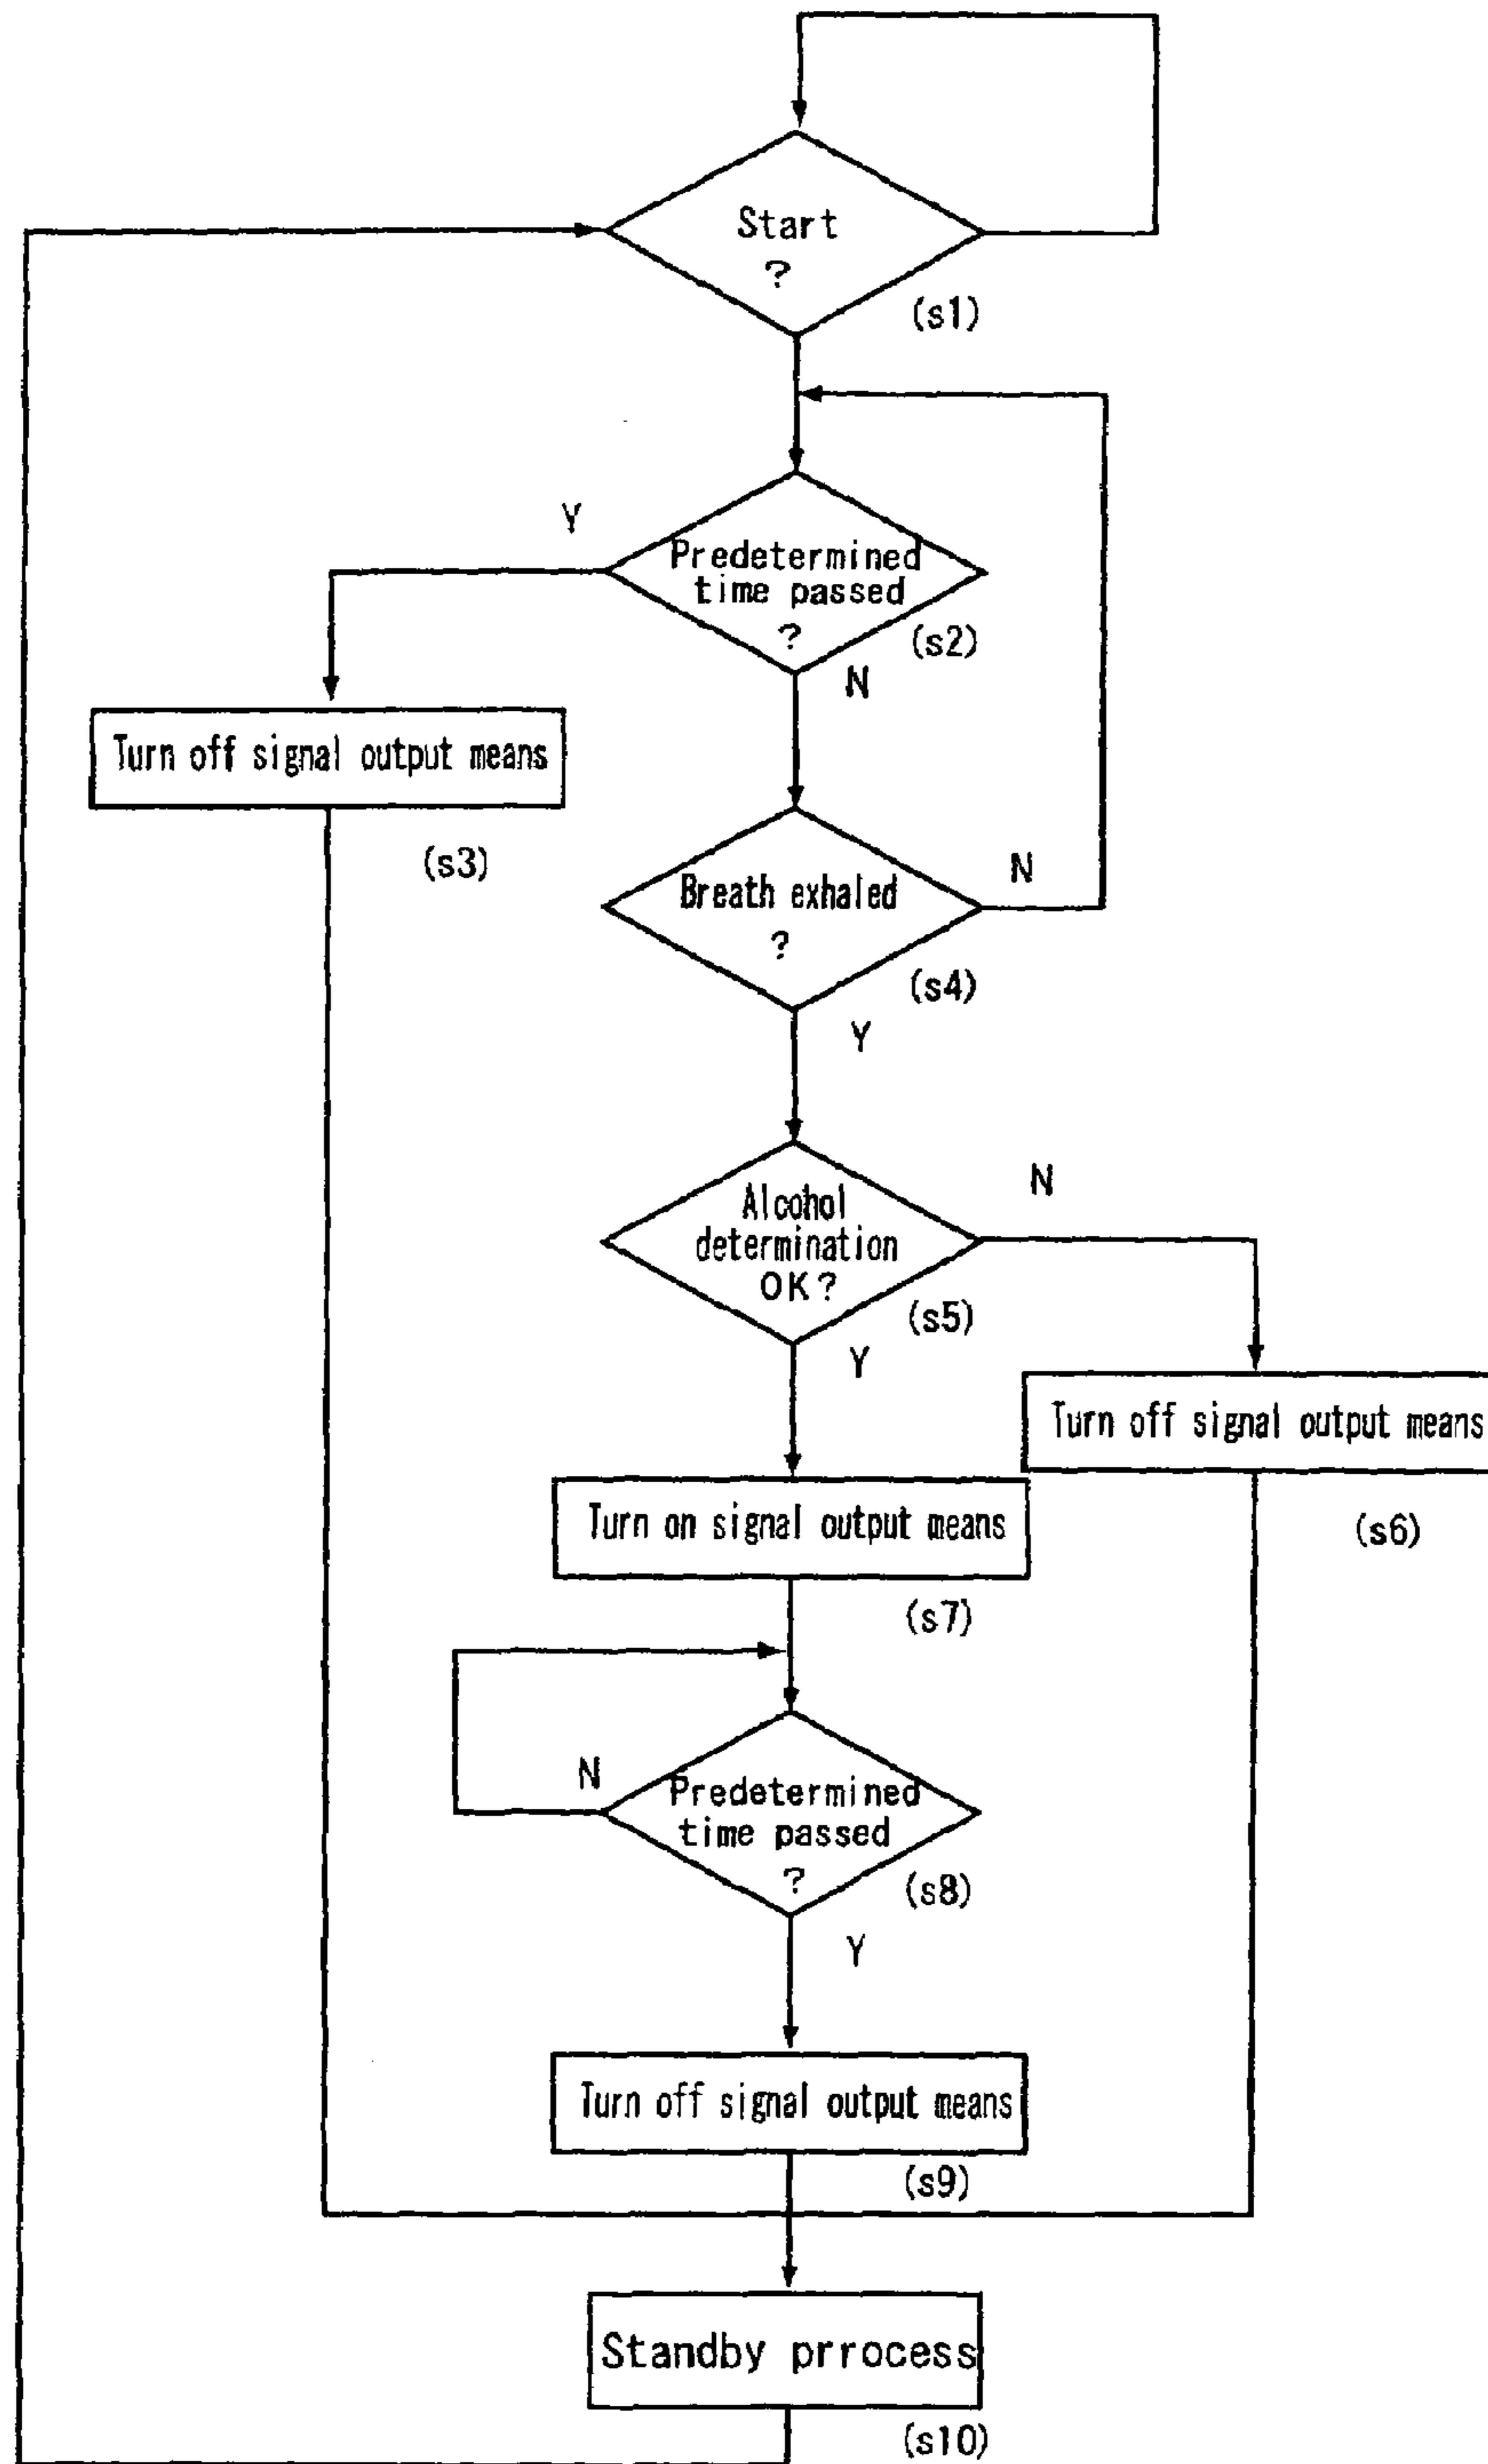 Start
?
(s1)
Y
Predetermined
time passed
?
(s2)
N
Turn off signal output means
(s3)
Breath exhaled
?
N
(s4)
Y
Alcohol
determination
OK?
N
(s5)
Y
Turn off signal output means
(s6)
Turn on signal output means
(s7)
N
Predetermined
time passed
?
(s8)
Y
Turn off signal output means
(s9)
Standby prrocess
(s10)